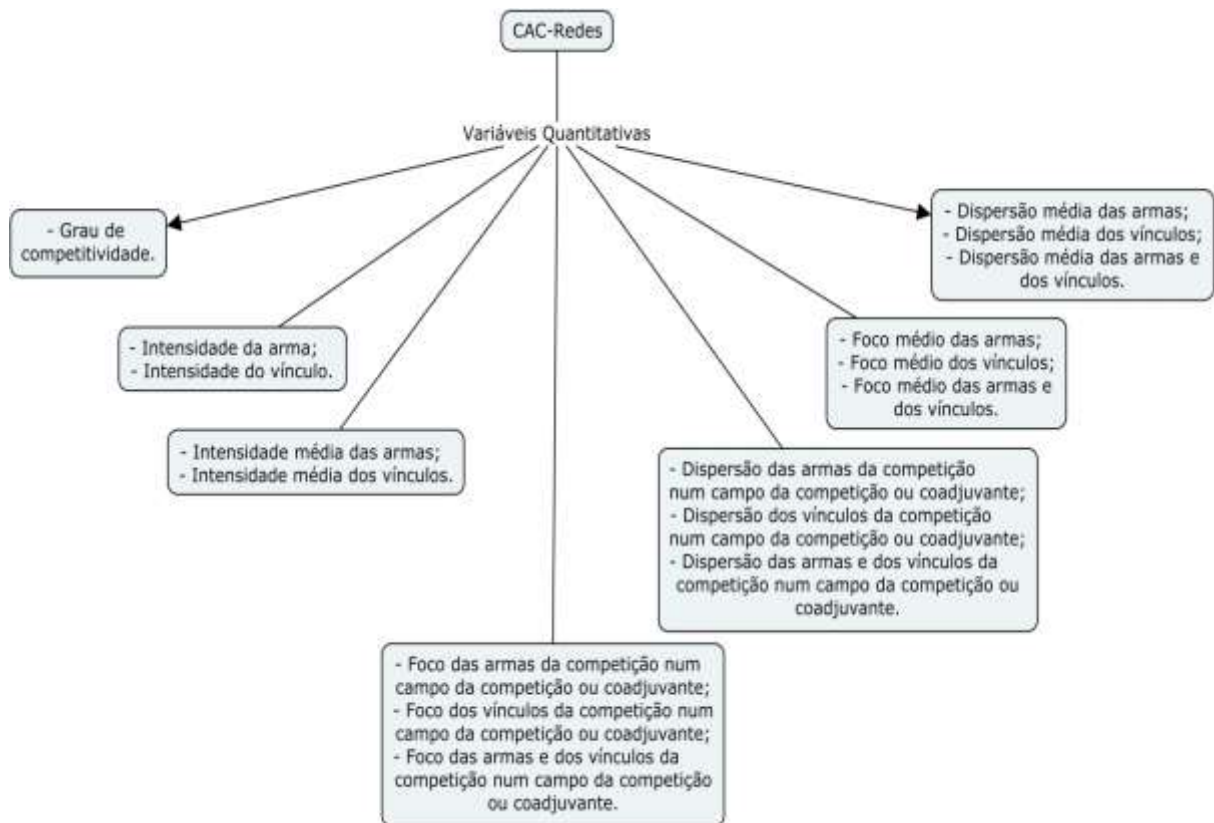 CAC-Redes
Variáveis Quantitativas
- Grau de
competitividade.
- Intensidade da arma;
- Intensidade do vínculo.
- Intensidade média das armas;
- Intensidade média dos vínculos.
- Foco das armas da competição num
campo da competição ou coadjuvante;
- Foco dos vínculos da competição num
campo da competição ou coadjuvante;
- Foco das armas e dos vínculos da
competição num campo da competição
ou coadjuvante.
- Dispersão das armas da competição
num campo da competição ou coadjuvante;
- Dispersão dos vínculos da competição
num campo da competição ou coadjuvante;
- Dispersão das armas e dos vínculos da
competição num campo da competição ou
coadjuvante.
- Foco médio das armas;
- Foco médio dos vínculos;
- Foco médio das armas e
dos vínculos.
- Dispersão média das armas;
- Dispersão média dos vínculos;
- Dispersão média das armas e
dos vínculos.